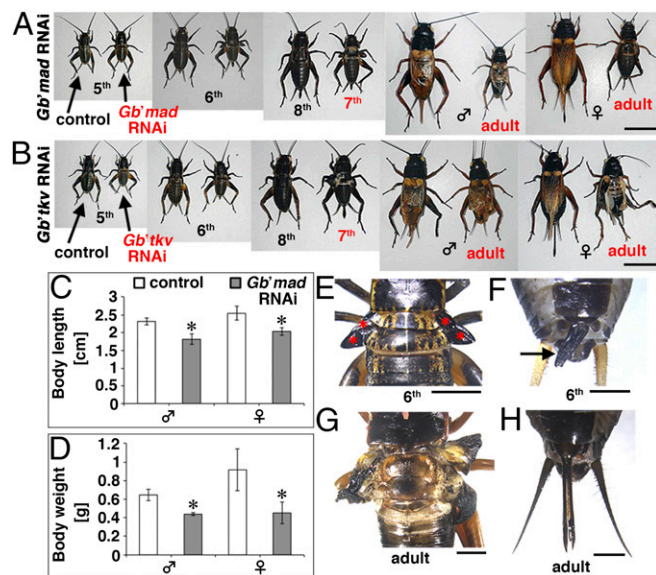 A
Gb'mad RNAi
5th
6th
8th
7th
♂
adult
♀
adult
control
Gb'mad
RNAi
B
Gb'tkv RNAi
5th
6th
8th
7th
♂
adult
♀
adult
control
Gb'tkv
RNAi
C
control
Gb'mad
RNAi
Body length
[cm]
3
2.5
2
1.5
1
0.5
0
*
*
♂
♀
D
Body weight
[g]
1.2
1
0.8
0.6
0.4
0.2
0
*
*
♂
♀
E
6th
F
6th
G
adult
H
adult